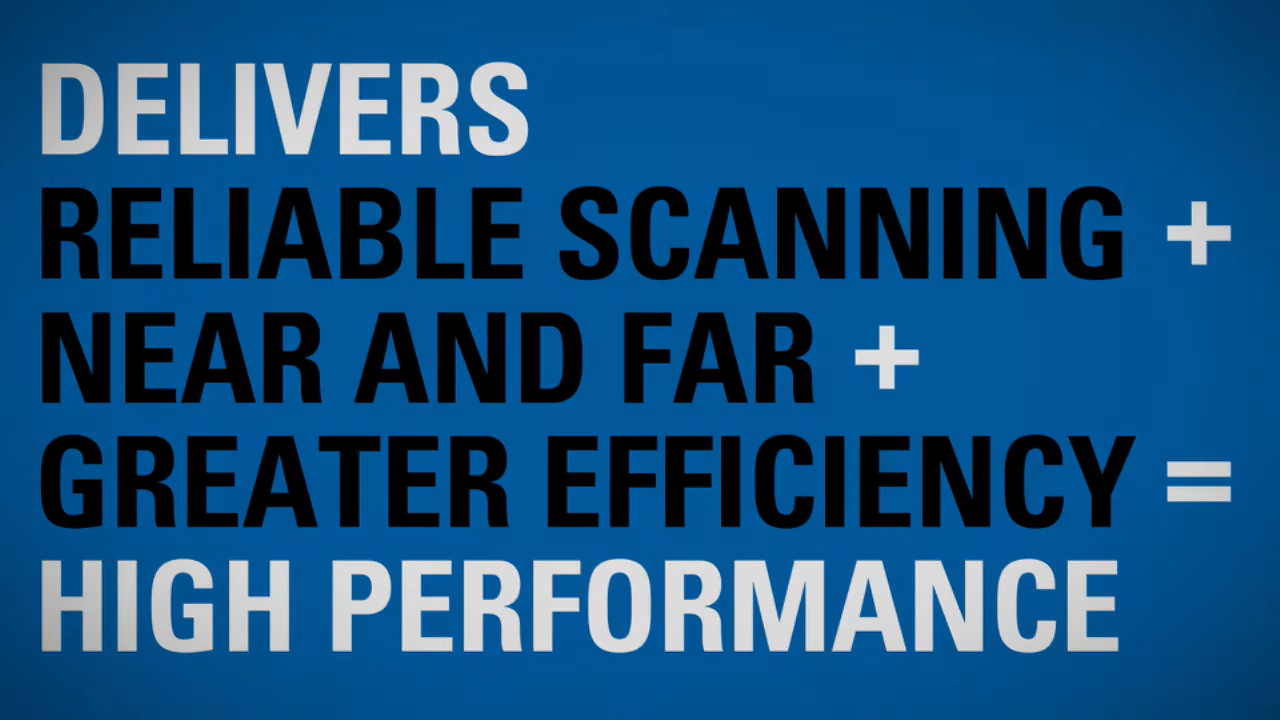 DELIVERS
RELIABLE SCANNING +
NEAR AND FAR +
GREATER EFFICIENCY =
HIGH PERFORMANCE